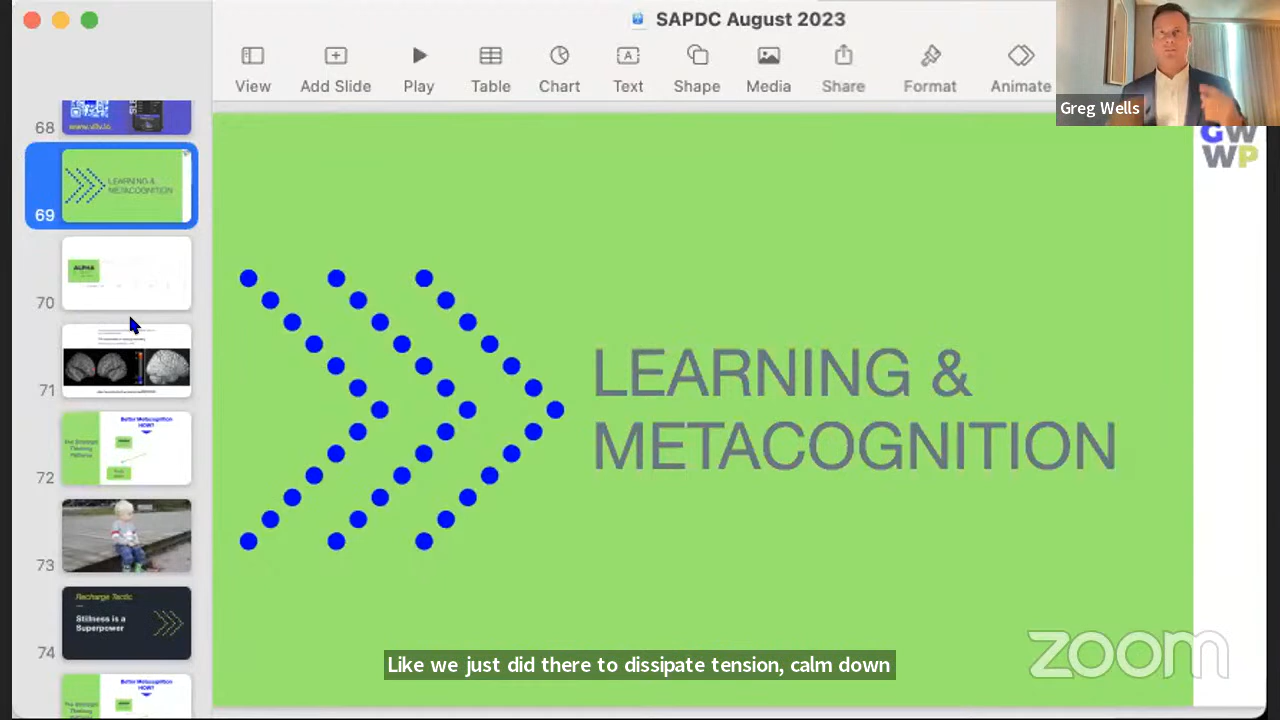 SAPDC August 2023
View
Add Slide
Play
Table
Chart
Text
Shape
Media
Share
Format
Animate
Greg Wells
GW
WP
68
69
LEARNING &
METACOGNITION
70
ALPHA
71
72
Better Metacognition
HOW?
73
74
Recharge Tactic
Stillness is a
Superpower
Better Metacognition
HOW?
LEARNING &
METACOGNITION
Like we just did there to dissipate tension, calm down
zoom